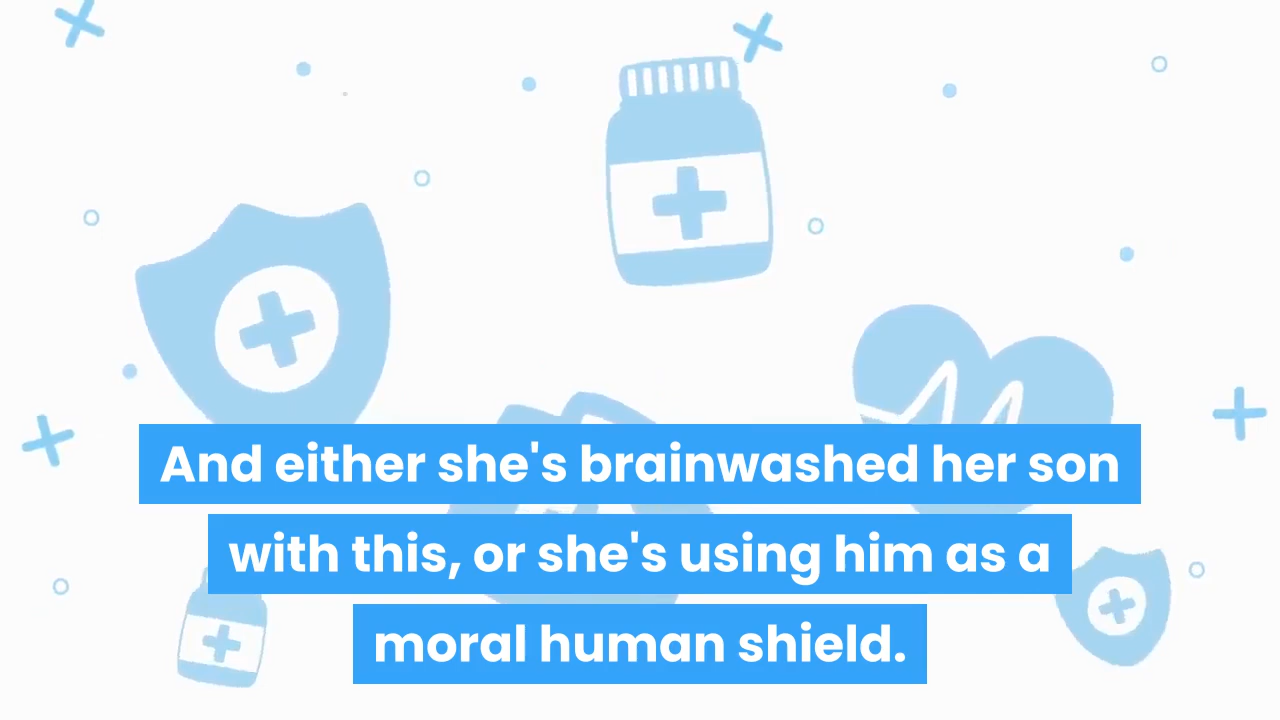 And either she's brainwashed her son
with this, or she's using him as a
moral human shield.